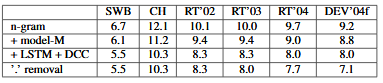 SWB CH RT'02 RT'03 RT'04 DEV'04f
n-gram 6.7 12.1 10.1 10.0 9.7 9.2
+ model-M 6.1 11.2 9.4 9.4 9.0 8.8
+ LSTM + DCC 5.5 10.3 8.3 8.3 8.0 8.0
'.' removal 5.5 10.3 8.3 8.0 7.7 7.1